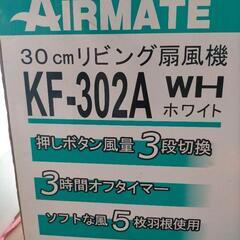 AIRMATE
30cmリビング扇風機
KF-302A WH
ホワイト
押しボタン風量3段切換
3時間オフタイマー
ソフトな風5枚羽根使用